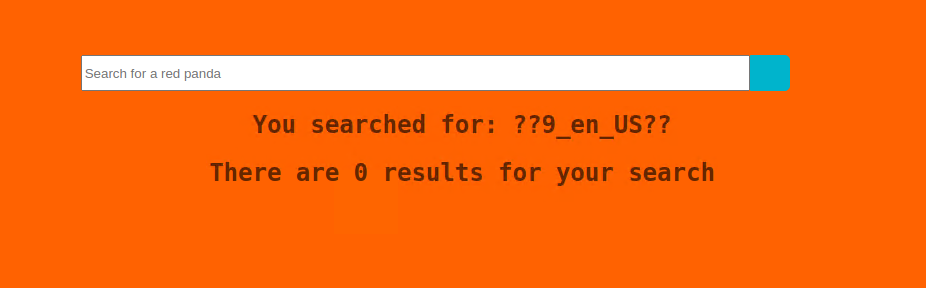 Search for a red panda
You searched for: ??9_en_US??
There are 0 results for your search